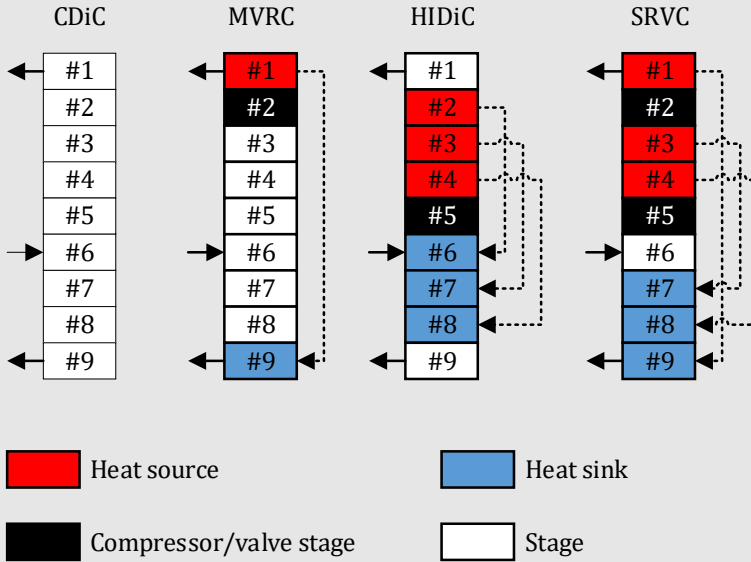 CDiC MVRC HIDiC SRVC
#1 #1 #1 #1
#2 #2 #2 #2
#3 #3 #3 #3
#4 #4 #4 #4
#5 #5 #5 #5
#6 #6 #6 #6
#7 #7 #7 #7
#8 #8 #8 #8
#9 #9 #9 #9
Heat source Heat sink
Compressor/valve stage Stage